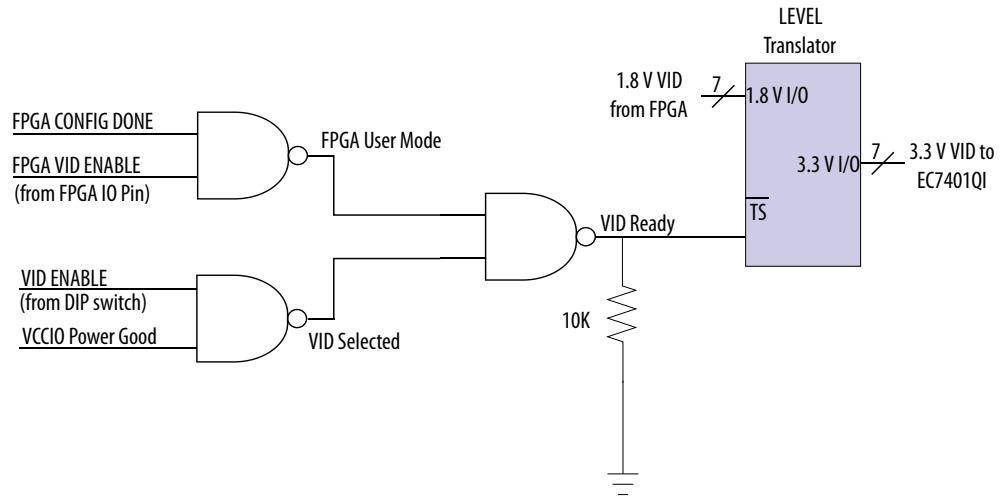 LEVEL
Translator
1.8 V VID
from FPGA
7
1.8 V I/O
FPGA CONFIG DONE
FPGA User Mode
FPGA VID ENABLE
(from FPGA IO Pin)
3.3 V I/O
7
3.3 V VID to
EC7401QI
TS
VID Ready
VID ENABLE
(from DIP switch)
VCCIO Power Good
VID Selected
10K